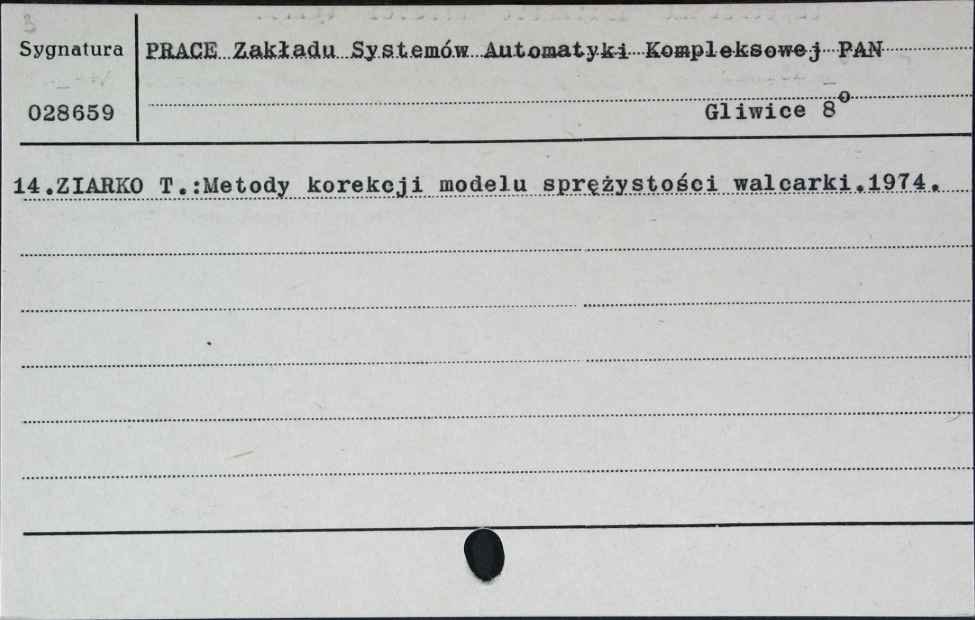 Sygnatura PRACE Zakładu Systemów Automatyki Kompleksowej PAN
028659 Gliwice 8°
14.ZIARKO T.:Metody korekcji modelu sprężystości walcarki.1974.